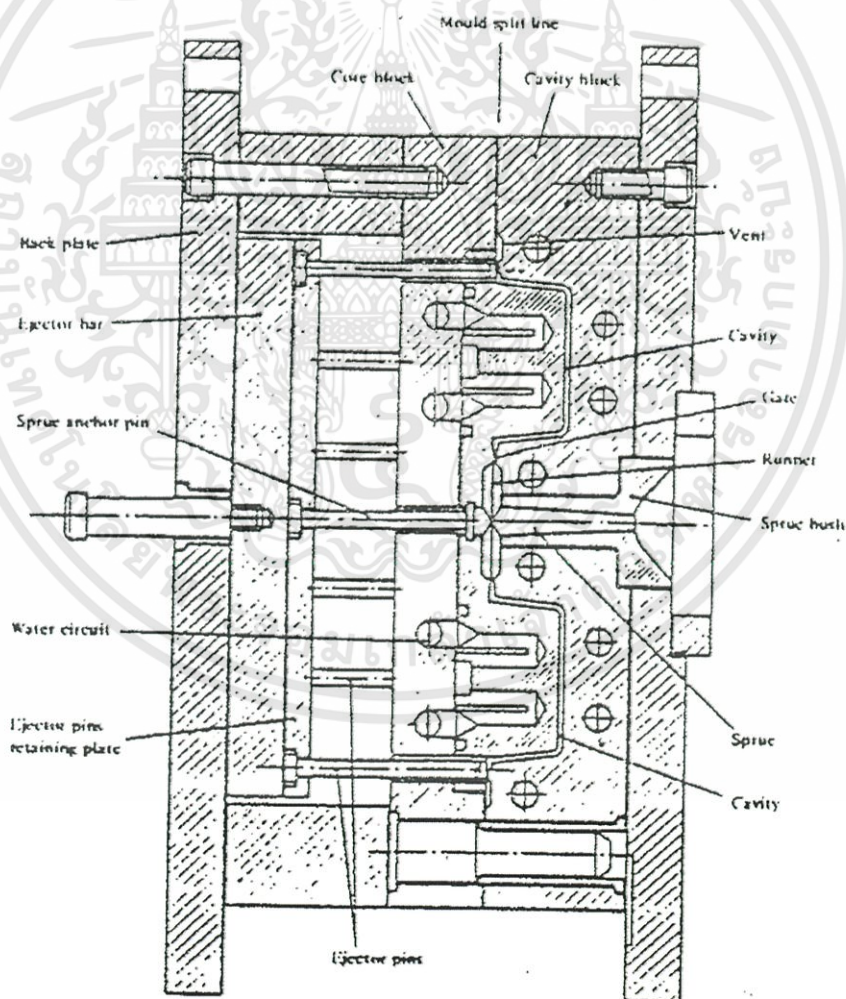 Mould split line
Core block
Cavity block
Back plate
Vent
Ejector bar
Cavity
Gate
Sprue anchor pin
Runner
Sprue bush
Water circuit
Ejector pins
retaining plate
Sprue
Cavity
Ejector pins